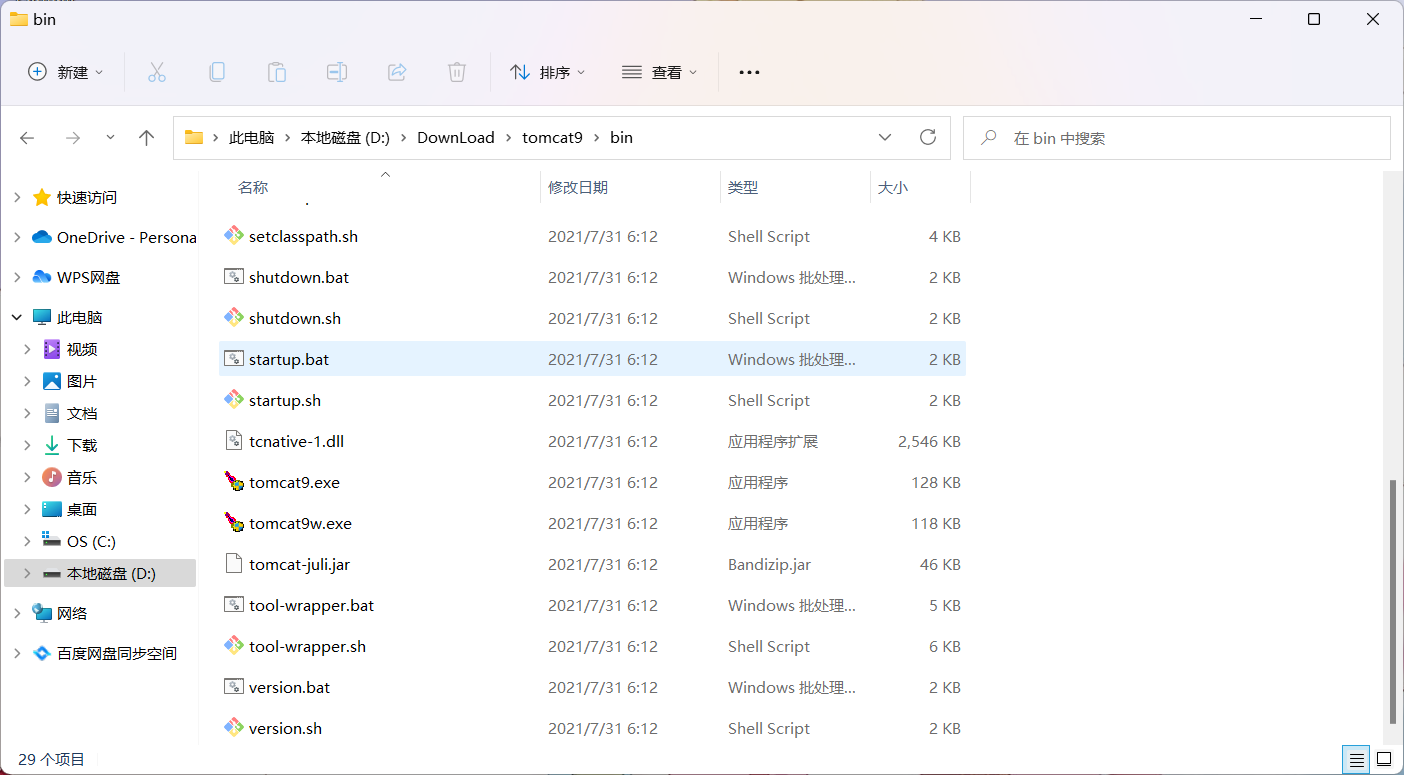 bin
新建 排序 查看
此电脑 本地磁盘 (D:) DownLoad tomcat9 bin 在 bin 中搜索
快速访问
OneDrive - Persona
WPS网盘
此电脑
视频
图片
文档
下载
音乐
桌面
OS (C:)
本地磁盘 (D:)
网络
百度网盘同步空间
名称 修改日期 类型 大小
setclasspath.sh 2021/7/31 6:12 Shell Script 4 KB
shutdown.bat 2021/7/31 6:12 Windows 批处理... 2 KB
shutdown.sh 2021/7/31 6:12 Shell Script 2 KB
startup.bat 2021/7/31 6:12 Windows 批处理... 2 KB
startup.sh 2021/7/31 6:12 Shell Script 2 KB
tcnative-1.dll 2021/7/31 6:12 应用程序扩展 2,546 KB
tomcat9.exe 2021/7/31 6:12 应用程序 128 KB
tomcat9w.exe 2021/7/31 6:12 应用程序 118 KB
tomcat-juli.jar 2021/7/31 6:12 Bandizip.jar 46 KB
tool-wrapper.bat 2021/7/31 6:12 Windows 批处理... 5 KB
tool-wrapper.sh 2021/7/31 6:12 Shell Script 6 KB
version.bat 2021/7/31 6:12 Windows 批处理... 2 KB
version.sh 2021/7/31 6:12 Shell Script 2 KB
29 个项目